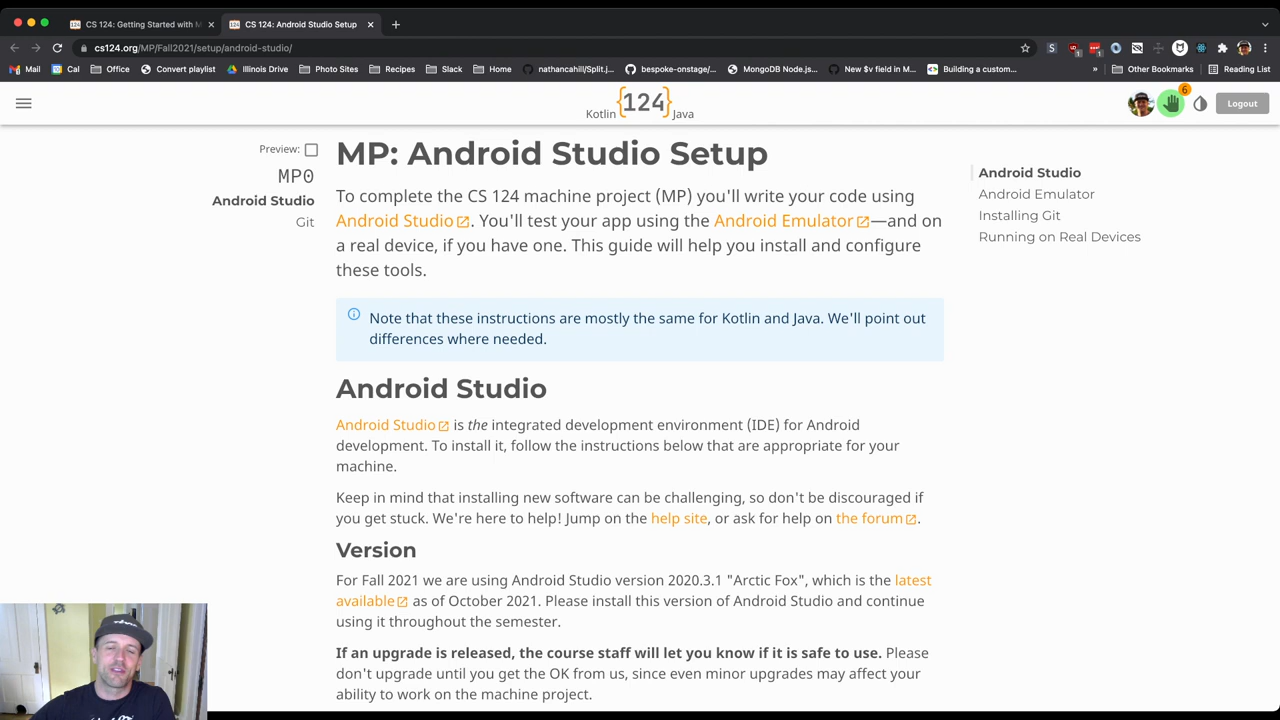 CS 124: Getting Started with M
CS 124: Android Studio Setup
cs124.org/MP/Fall2021/setup/android-studio/
Mail
Cal
Office
Convert playlist
Illinois Drive
Photo Sites
Recipes
Slack
Home
nathancahill/Split.j...
bespoke-onstage/...
MongoDB Node.js...
New $v field in M...
Building a custom...
»
Other Bookmarks
Reading List
Kotlin {124} Java
6
Logout
Preview:
MP0
Android Studio
Git
MP: Android Studio Setup
To complete the CS 124 machine project (MP) you'll write your code using
Android Studio. You'll test your app using the Android Emulator—and on
a real device, if you have one. This guide will help you install and configure
these tools.
Note that these instructions are mostly the same for Kotlin and Java. We'll point out
differences where needed.
Android Studio
Android Studio is the integrated development environment (IDE) for Android
development. To install it, follow the instructions below that are appropriate for your
machine.
Keep in mind that installing new software can be challenging, so don't be discouraged if
you get stuck. We're here to help! Jump on the help site, or ask for help on the forum.
Version
For Fall 2021 we are using Android Studio version 2020.3.1 "Arctic Fox", which is the latest
available as of October 2021. Please install this version of Android Studio and continue
using it throughout the semester.
If an upgrade is released, the course staff will let you know if it is safe to use. Please
don't upgrade until you get the OK from us, since even minor upgrades may affect your
ability to work on the machine project.
Android Studio
Android Emulator
Installing Git
Running on Real Devices